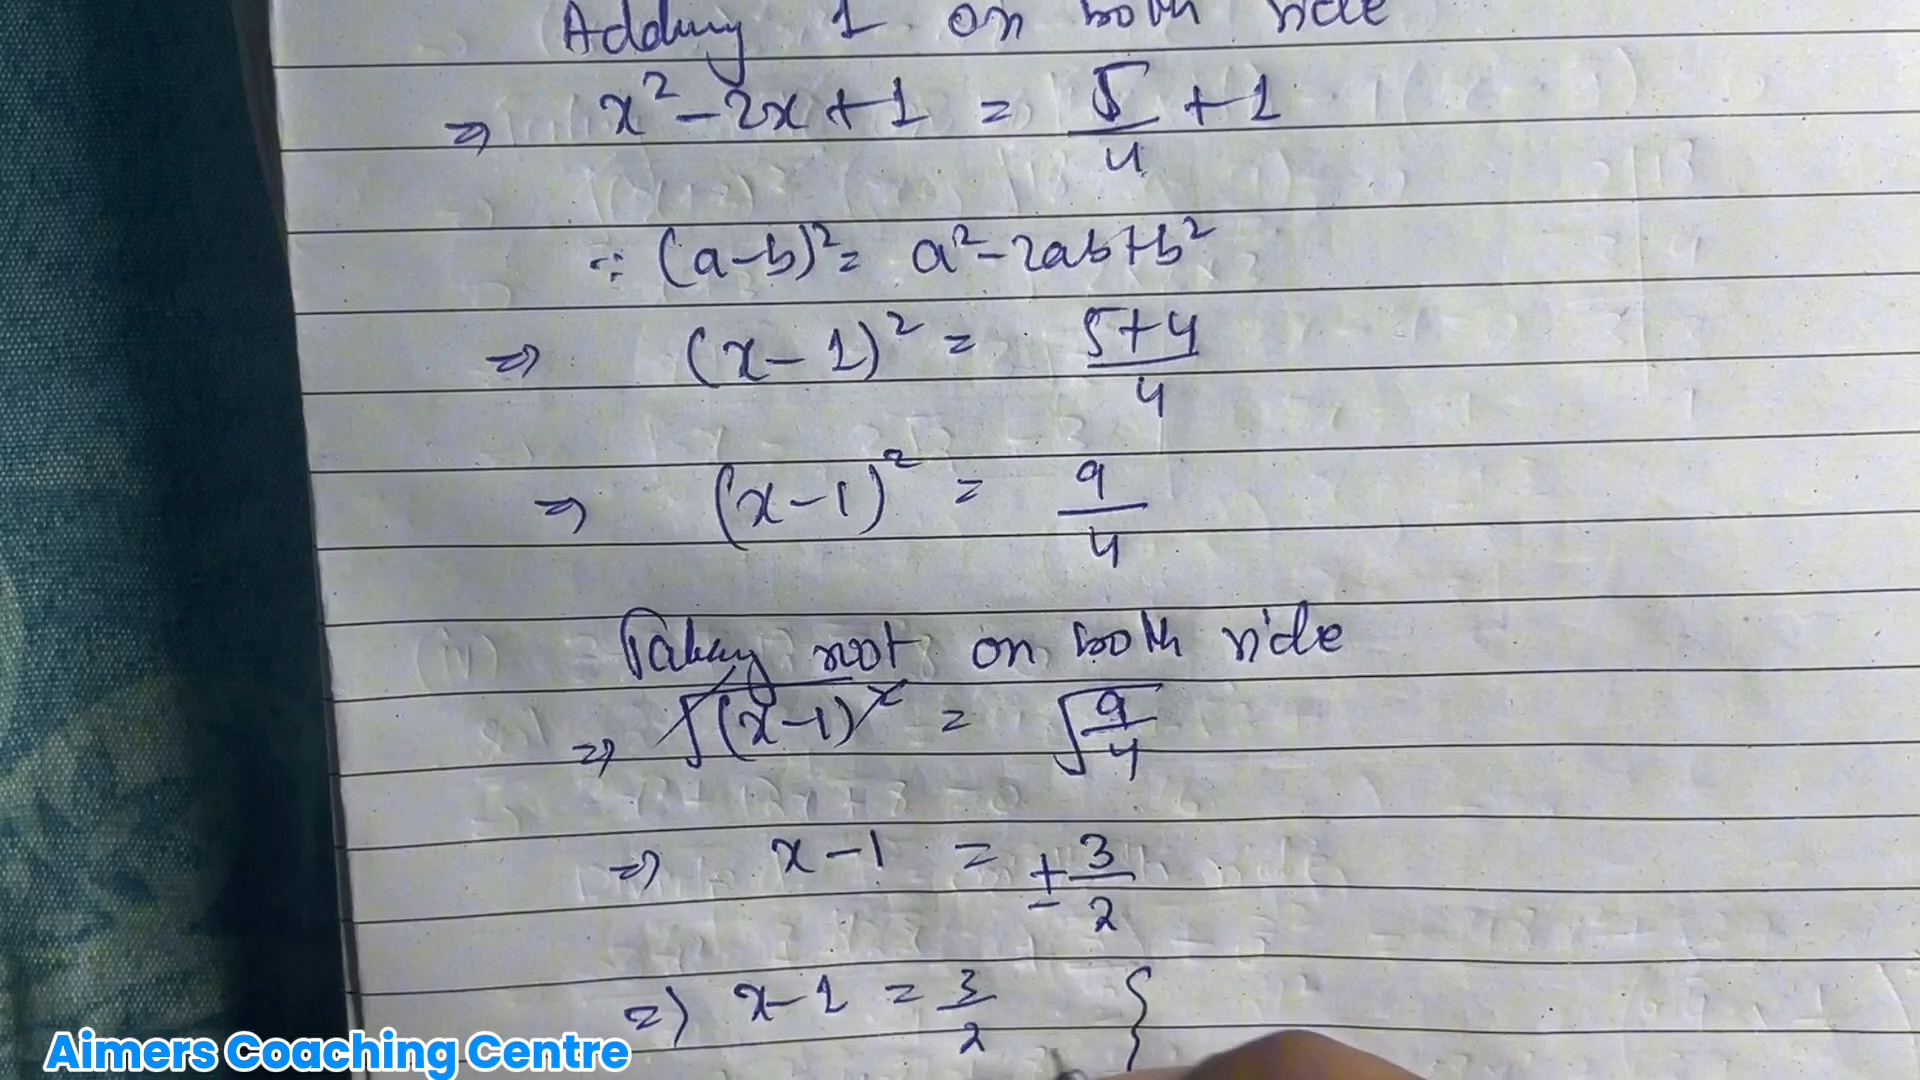 Adding 1 on both side
⇒ x² - 2x + 1 = 5/4 + 1
∵ (a-b)² = a² - 2ab + b²
⇒ (x - 1)² = (5+4)/4
⇒ (x-1)² = 9/4
Taking root on both side
⇒ √(x-1)² = √(9/4)
⇒ x-1 = ± 3/2
⇒ x-1 = 3/2 {
Aimers Coaching Centre